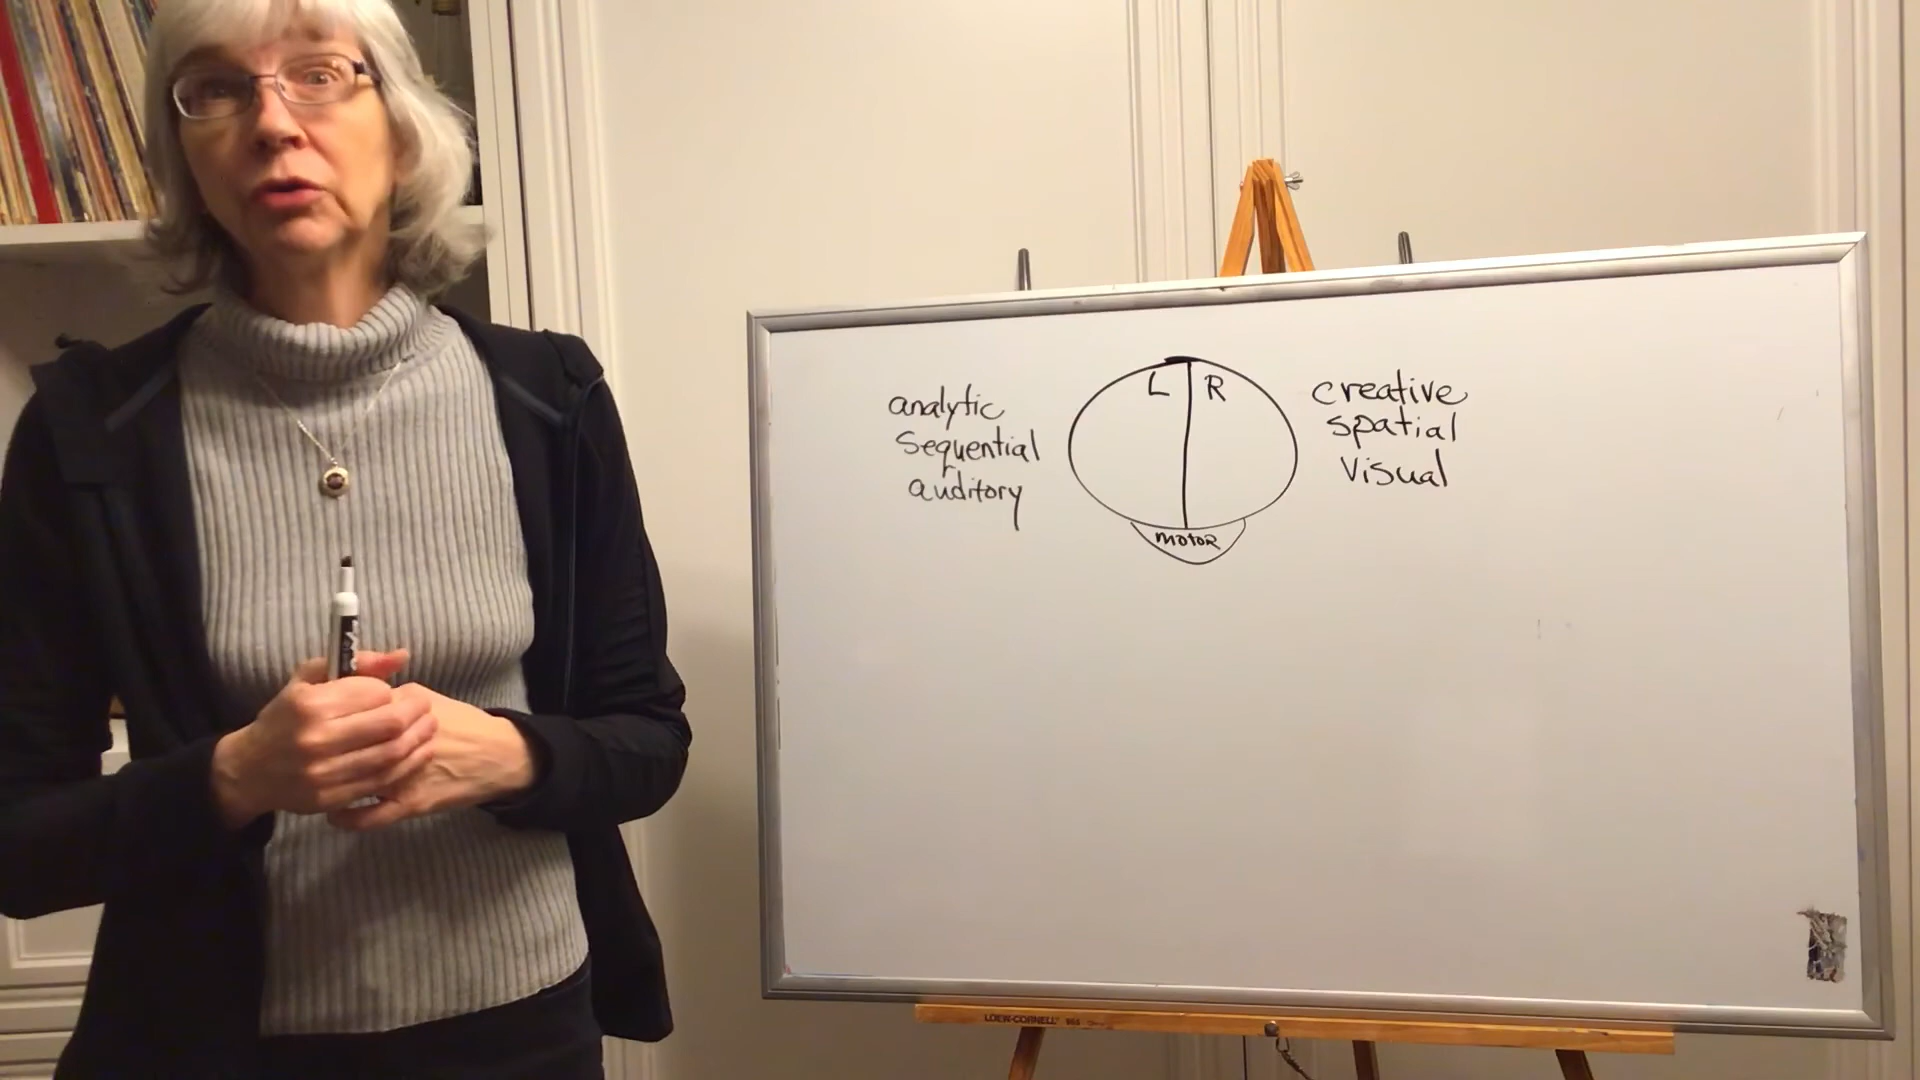 L R
analytic
Sequential
auditory
creative
spatial
Visual
motor
LOEW-CORNELL